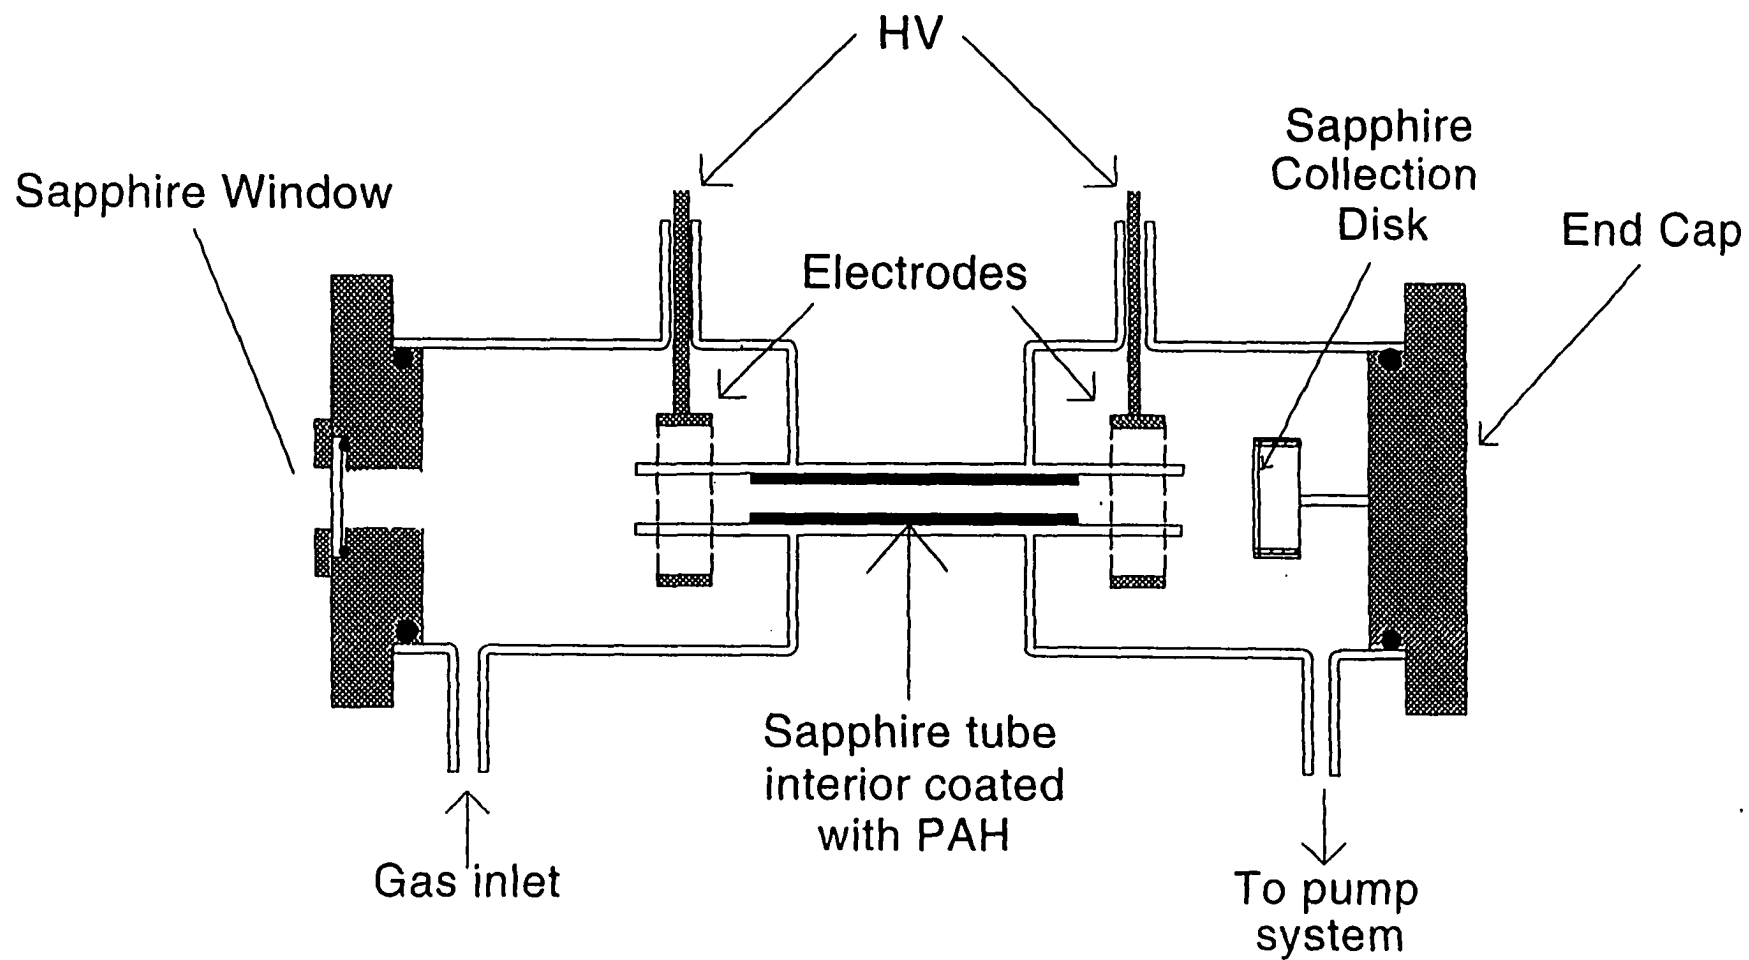 HV
Sapphire
Collection
Disk
Sapphire Window
End Cap
Electrodes
Sapphire tube
interior coated
with PAH
Gas inlet
To pump
system